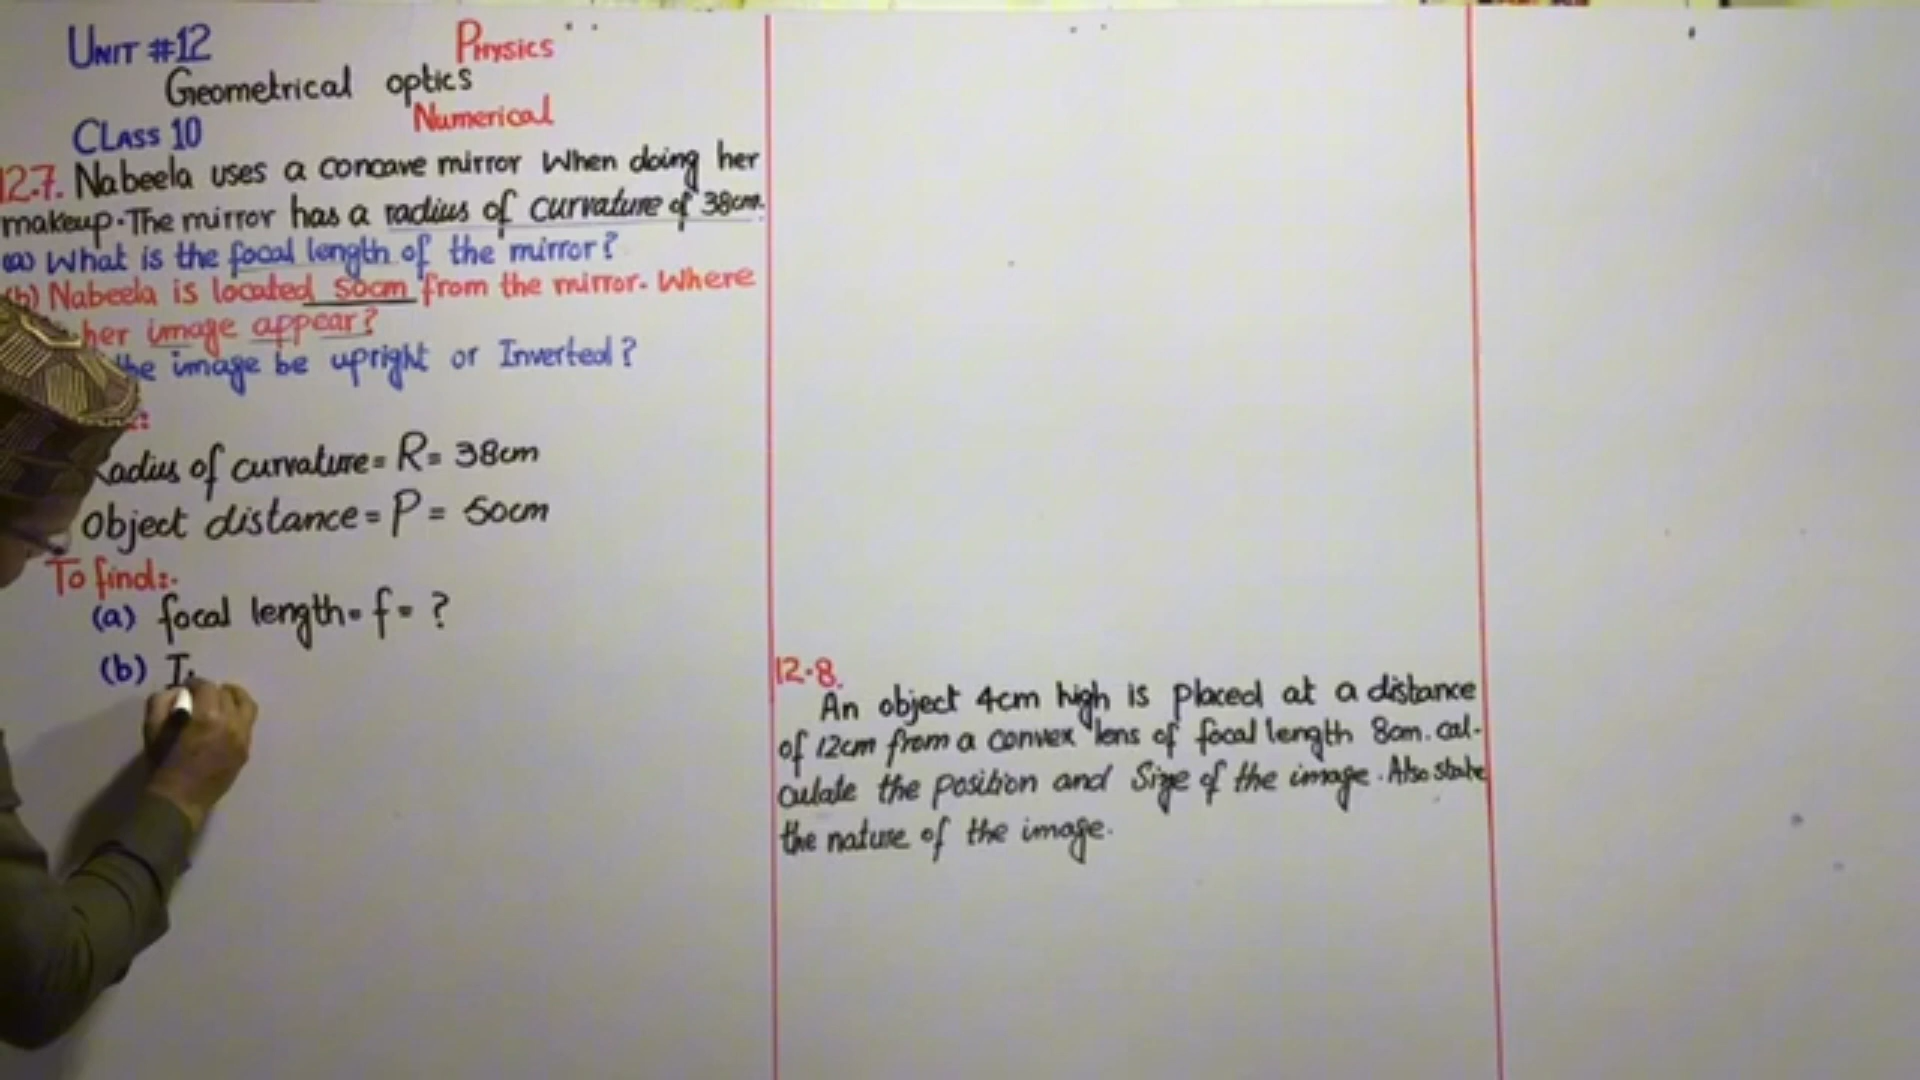 UNIT #12 Physics
Geometrical optics
Numerical
CLASS 10
12.7. Nabeela uses a concave mirror When doing her
makeup. The mirror has a radius of curvature of 38cm.
(a) What is the focal length of the mirror?
(b) Nabeela is located 50cm from the mirror. Where
her image appear?
the image be upright or Inverted?
Radius of curvature = R = 38cm
Object distance = P = 50cm
To find:-
(a) focal length = f = ?
(b)
12.8.
An object 4cm high is placed at a distance
of 12cm from a convex lens of focal length 8cm. cal-
culate the position and Size of the image. Also state
the nature of the image.